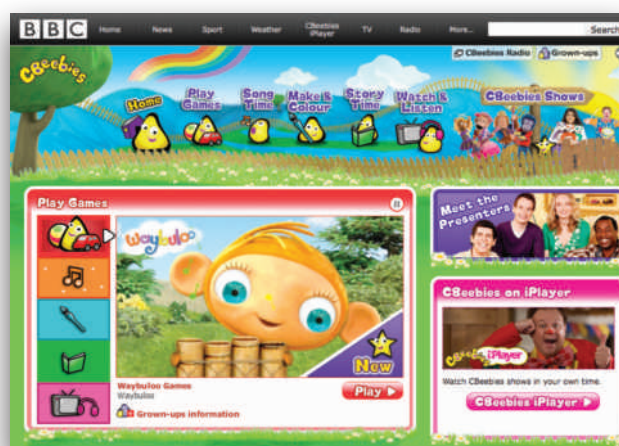 BBC Home News Sport Weather CBeebies iPlayer TV Radio More... Search
CBeebies Radio Grown-ups
CBeebies
Home Play Games Song Time Make & Colour Story Time Watch & Listen CBeebies Shows
Play Games
waybuloo
New
Waybuloo Games
Waybuloo
Play
Grown-ups information
Meet the
Presenters
CBeebies on iPlayer
CBeebies iPlayer
Watch CBeebies shows in your own time.
CBeebies iPlayer